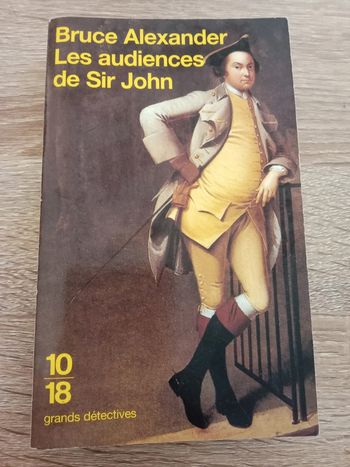 Bruce Alexander
Les audiences
de Sir John
10
18
grands détectives